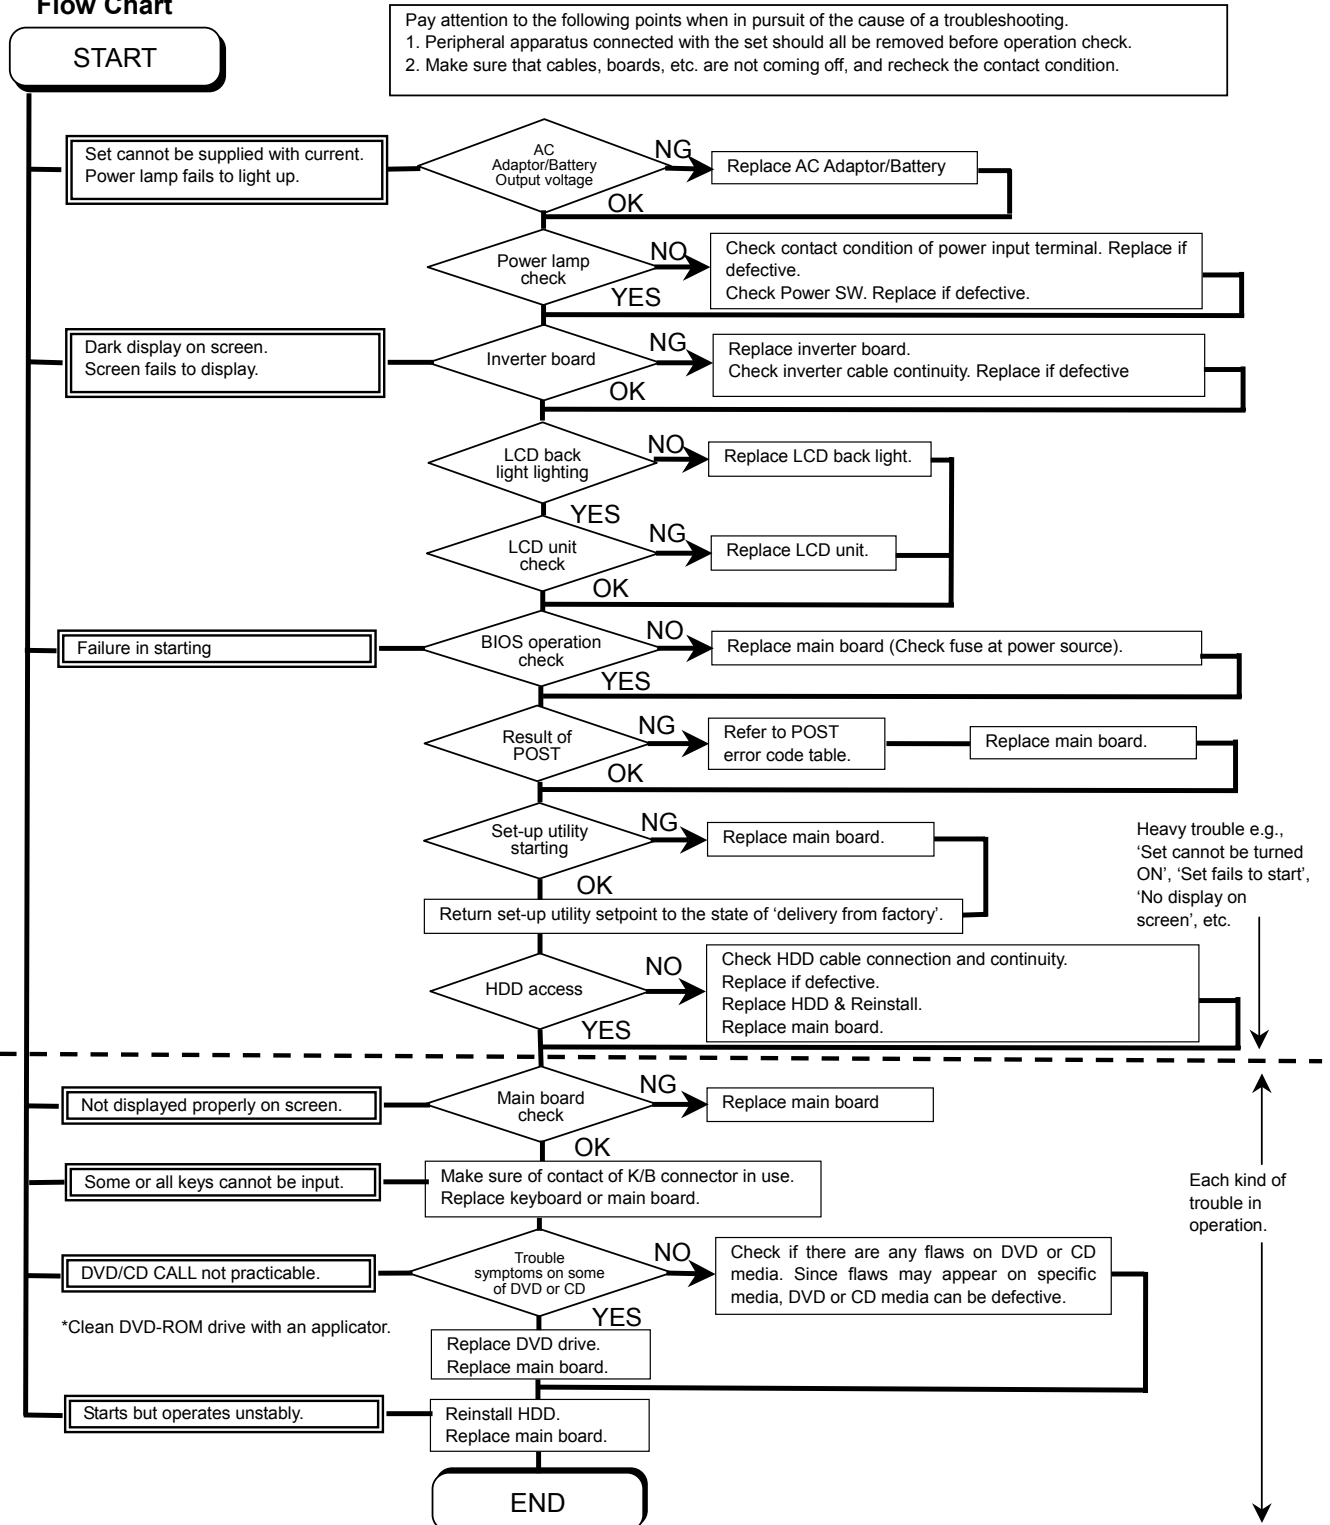 Flow Chart
START
Pay attention to the following points when in pursuit of the cause of a troubleshooting.
1. Peripheral apparatus connected with the set should all be removed before operation check.
2. Make sure that cables, boards, etc. are not coming off, and recheck the contact condition.
Set cannot be supplied with current.
Power lamp fails to light up.
AC
Adaptor/Battery
Output voltage
NG
Replace AC Adaptor/Battery
OK
Power lamp
check
NO
Check contact condition of power input terminal. Replace if
defective.
Check Power SW. Replace if defective.
YES
Dark display on screen.
Screen fails to display.
Inverter board
NG
Replace inverter board.
Check inverter cable continuity. Replace if defective
OK
LCD back
light lighting
NO
Replace LCD back light.
YES
LCD unit
check
NG
Replace LCD unit.
OK
Failure in starting
BIOS operation
check
NO
Replace main board (Check fuse at power source).
YES
Result of
POST
NG
Refer to POST
error code table.
Replace main board.
OK
Set-up utility
starting
NG
Replace main board.
OK
Return set-up utility setpoint to the state of ‘delivery from factory’.
Heavy trouble e.g.,
‘Set cannot be turned
ON’, ‘Set fails to start’,
‘No display on
screen’, etc.
HDD access
NO
Check HDD cable connection and continuity.
Replace if defective.
Replace HDD & Reinstall.
Replace main board.
YES
Not displayed properly on screen.
Main board
check
NG
Replace main board
OK
Some or all keys cannot be input.
Make sure of contact of K/B connector in use.
Replace keyboard or main board.
Each kind of
trouble in
operation.
DVD/CD CALL not practicable.
Trouble
symptoms on some
of DVD or CD
NO
Check if there are any flaws on DVD or CD
media. Since flaws may appear on specific
media, DVD or CD media can be defective.
YES
*Clean DVD-ROM drive with an applicator.
Replace DVD drive.
Replace main board.
Starts but operates unstably.
Reinstall HDD.
Replace main board.
END